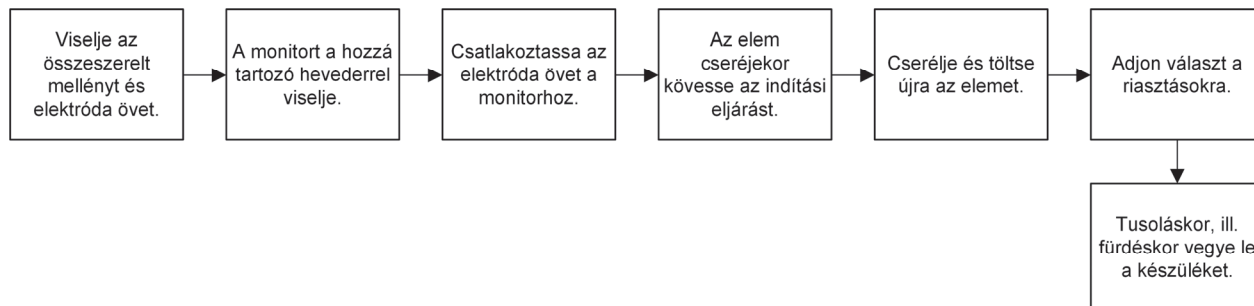 Viselje az
összeszerelt
mellényt és
elektróda övet.
A monitort a hozzá
tartozó hevederrel
viselje.
Csatlakoztassa az
elektróda övet a
monitorhoz.
Az elem
cseréjekor
kövesse az indítási
eljárást.
Cserélje és töltse
újra az elemet.
Adjon választ a
riasztásokra.
Tusoláskor, ill.
fürdéskor vegye le
a készüléket.